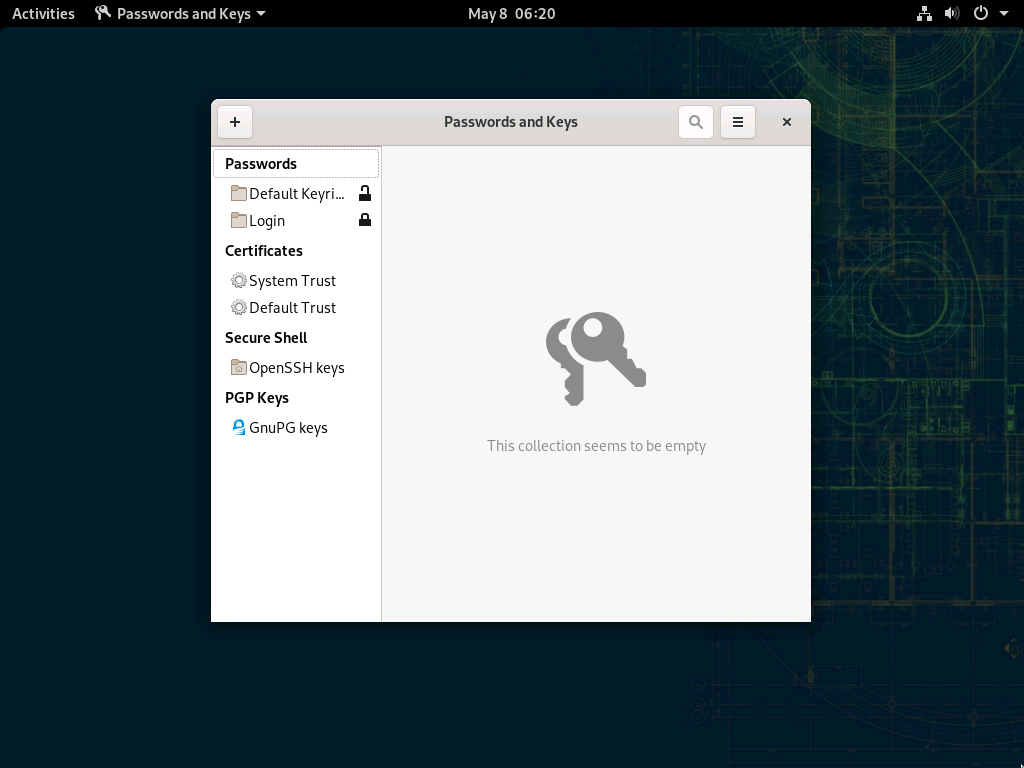 Activities
Passwords and Keys
May 8 06:20
Passwords and Keys
Passwords
Default Keyri...
Login
Certificates
System Trust
Default Trust
Secure Shell
OpenSSH keys
PGP Keys
GnuPG keys
This collection seems to be empty